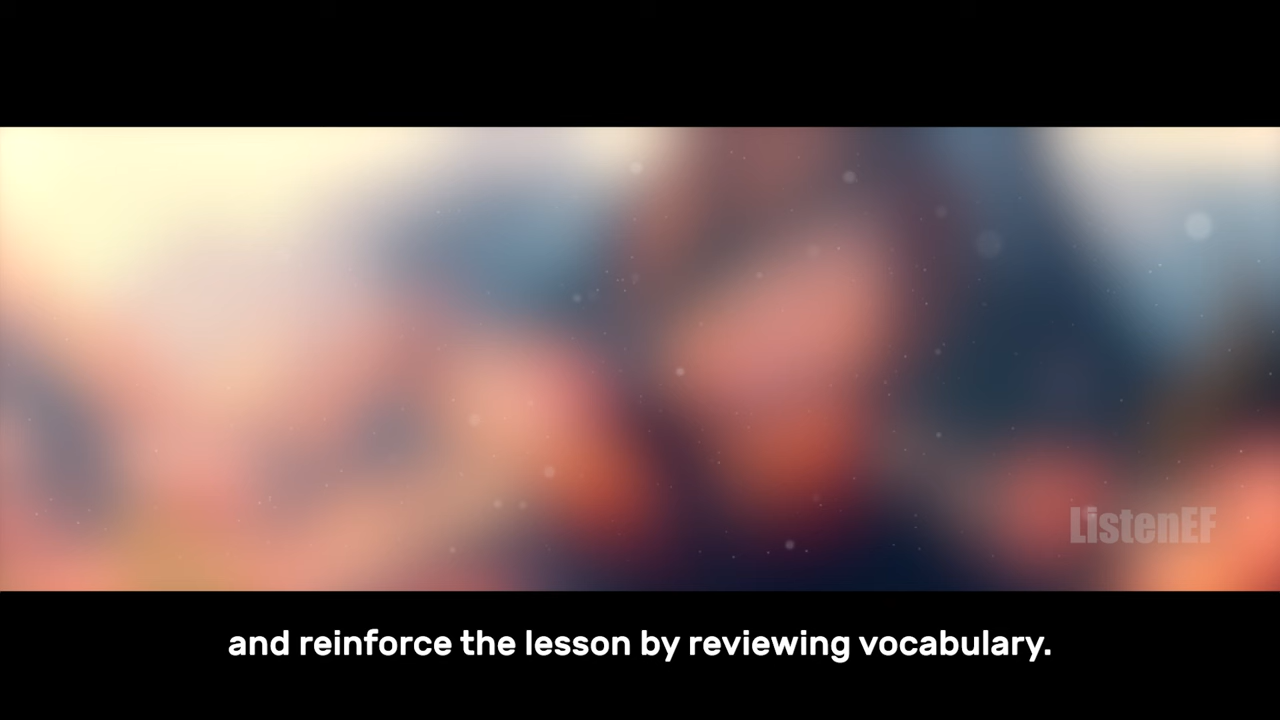 ListenEF
and reinforce the lesson by reviewing vocabulary.